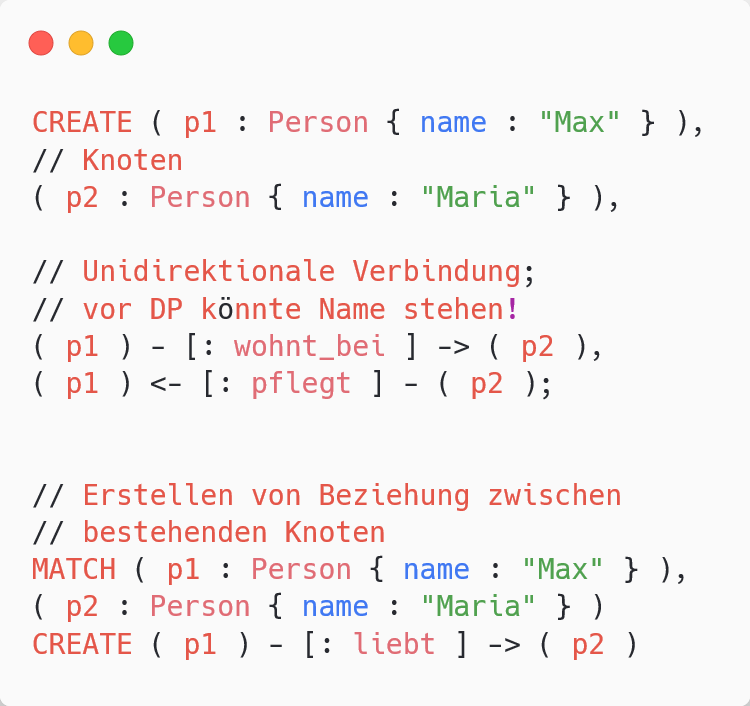 CREATE ( p1 : Person { name : "Max" } ),
// Knoten
( p2 : Person { name : "Maria" } ),
// Unidirektionale Verbindung;
// vor DP könnte Name stehen!
( p1 ) - [: wohnt_bei ] -> ( p2 ),
( p1 ) <- [: pflegt ] - ( p2 );
// Erstellen von Beziehung zwischen
// bestehenden Knoten
MATCH ( p1 : Person { name : "Max" } ),
( p2 : Person { name : "Maria" } )
CREATE ( p1 ) - [: liebt ] -> ( p2 )